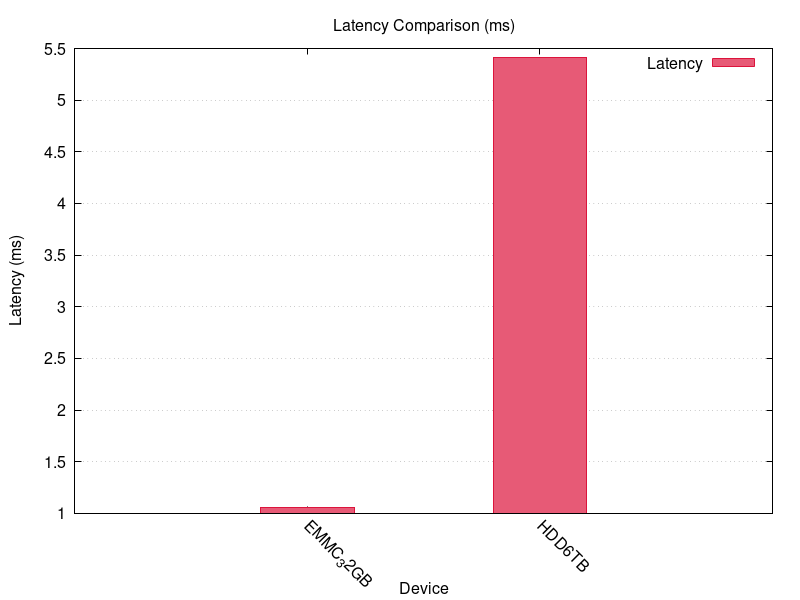 Latency Comparison (ms)
Latency
5.5
5
4.5
4
3.5
3
2.5
2
1.5
1
Latency (ms)
EMMC₃2GB
HDD6TB
Device